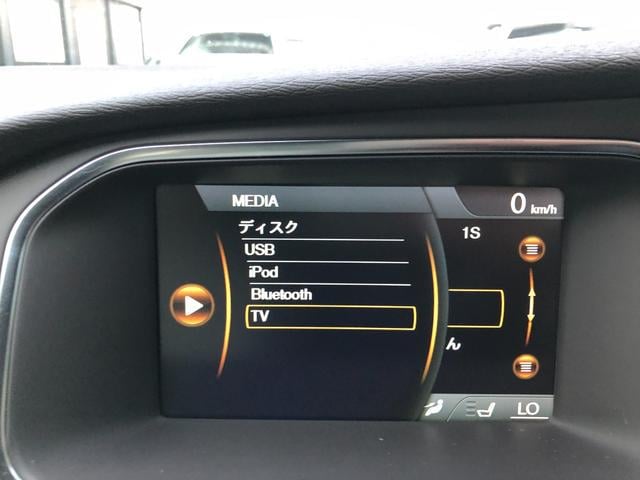 MEDIA
0 km/h
ディスク
1S
USB
iPod
Bluetooth
TV
ん
LO